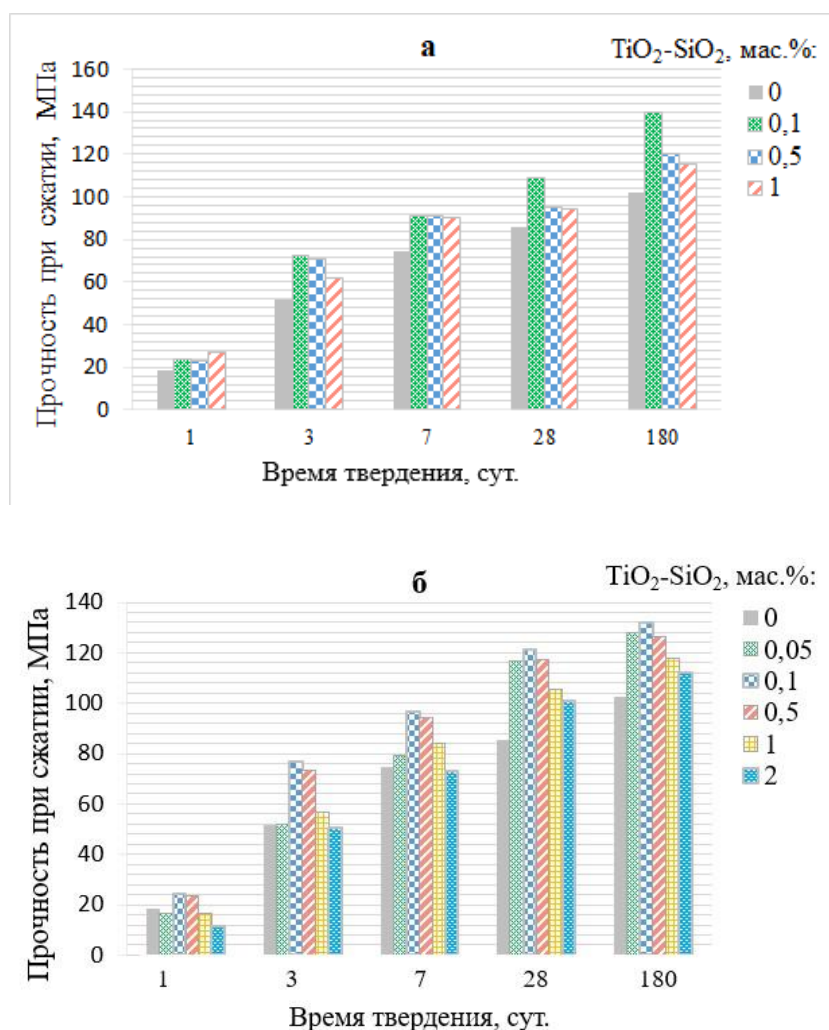 а
TiO₂-SiO₂, мас.%:
0
0,1
0,5
1
Прочность при сжатии, МПа
160
140
120
100
80
60
40
20
0
1 3 7 28 180
Время твердения, сут.
б
TiO₂-SiO₂, мас.%:
0
0,05
0,1
0,5
1
2
Прочность при сжатии, МПа
140
120
100
80
60
40
20
0
1 3 7 28 180
Время твердения, сут.